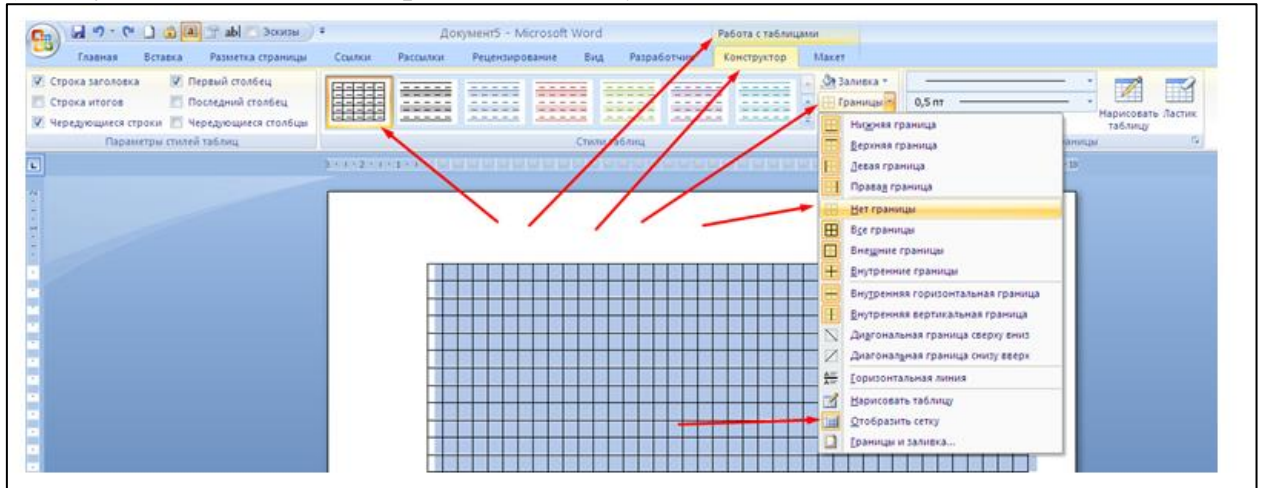 abl Эскизы Документ5 - Microsoft Word Работа с таблицами
Главная Вставка Разметка страницы Ссылки Рассылки Рецензирование Вид Разработчик Конструктор Макет
Строка заголовка Первый столбец
Строка итогов Последний столбец
Чередующиеся строки Чередующиеся столбцы
Параметры стилей таблиц
Стили таблиц
Заливка
Границы
0,5 пт
Нарисовать таблицу
Ластик
Нижняя граница
Верхняя граница
Левая граница
Правая граница
Нет границы
Все границы
Внешние границы
Внутренние границы
Внутренняя горизонтальная граница
Внутренняя вертикальная граница
Диагональная граница сверху вниз
Диагональная граница снизу вверх
Горизонтальная линия
Нарисовать таблицу
Отобразить сетку
Границы и заливка...